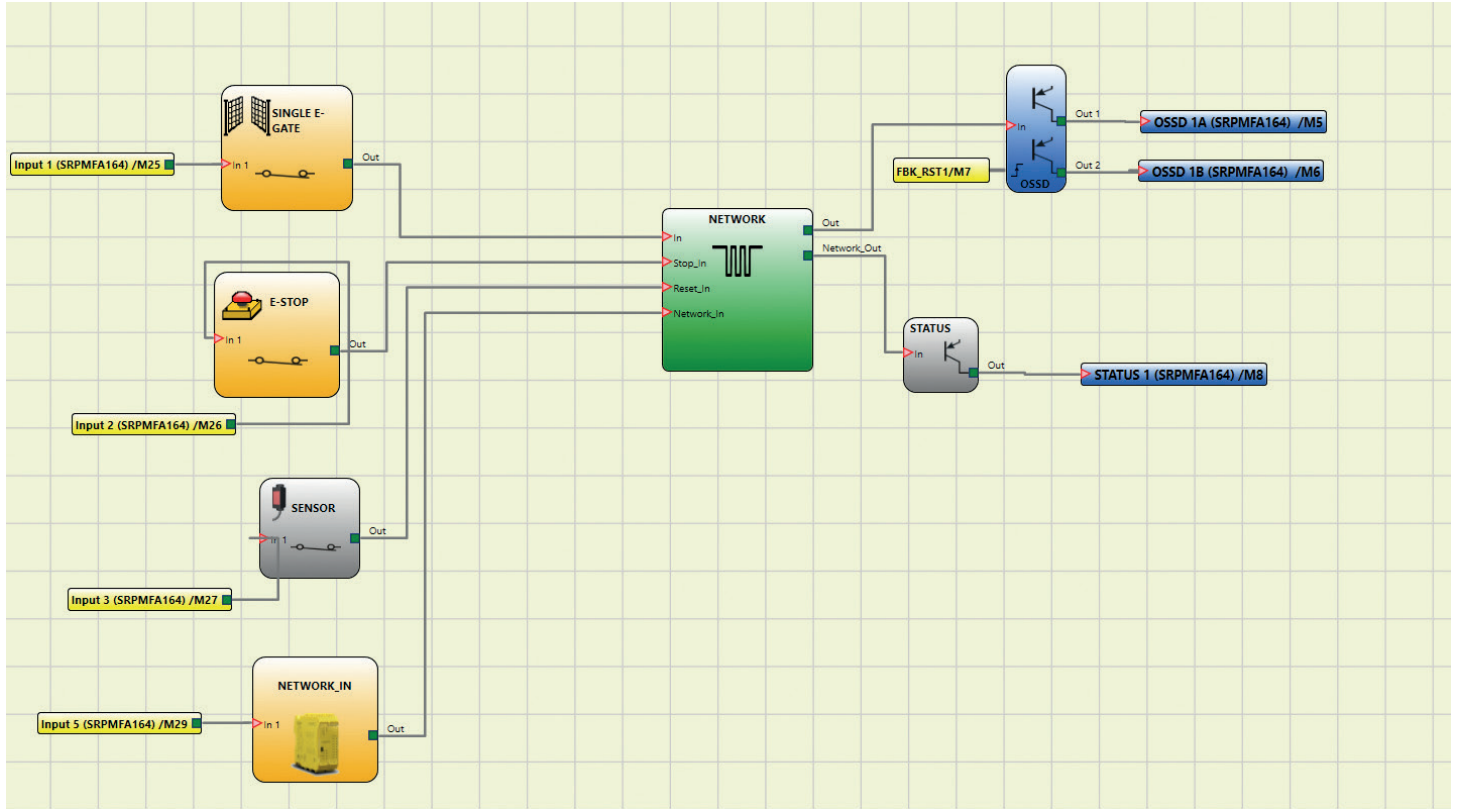 SINGLE E-
GATE
Input 1 (SRPMFA164) /M25
In 1
Out
E-STOP
In 1
Out
Input 2 (SRPMFA164) /M26
SENSOR
In 1
Out
Input 3 (SRPMFA164) /M27
NETWORK_IN
Input 5 (SRPMFA164) /M29
In 1
Out
NETWORK
In
Stop_In
Reset_In
Network_In
Out
Network_Out
In
Out 1
OSSD 1A (SRPMFA164) /M5
FBK_RST1/M7
Out 2
OSSD 1B (SRPMFA164) /M6
OSSD
STATUS
In
Out
STATUS 1 (SRPMFA164) /M8